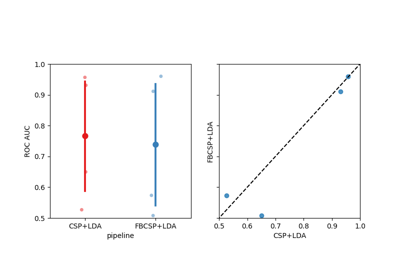 1.0
0.9
0.8
0.7
0.6
0.5
ROC AUC
CSP+LDA FBCSP+LDA
pipeline
FBCSP+LDA
0.5 0.6 0.7 0.8 0.9 1.0
CSP+LDA